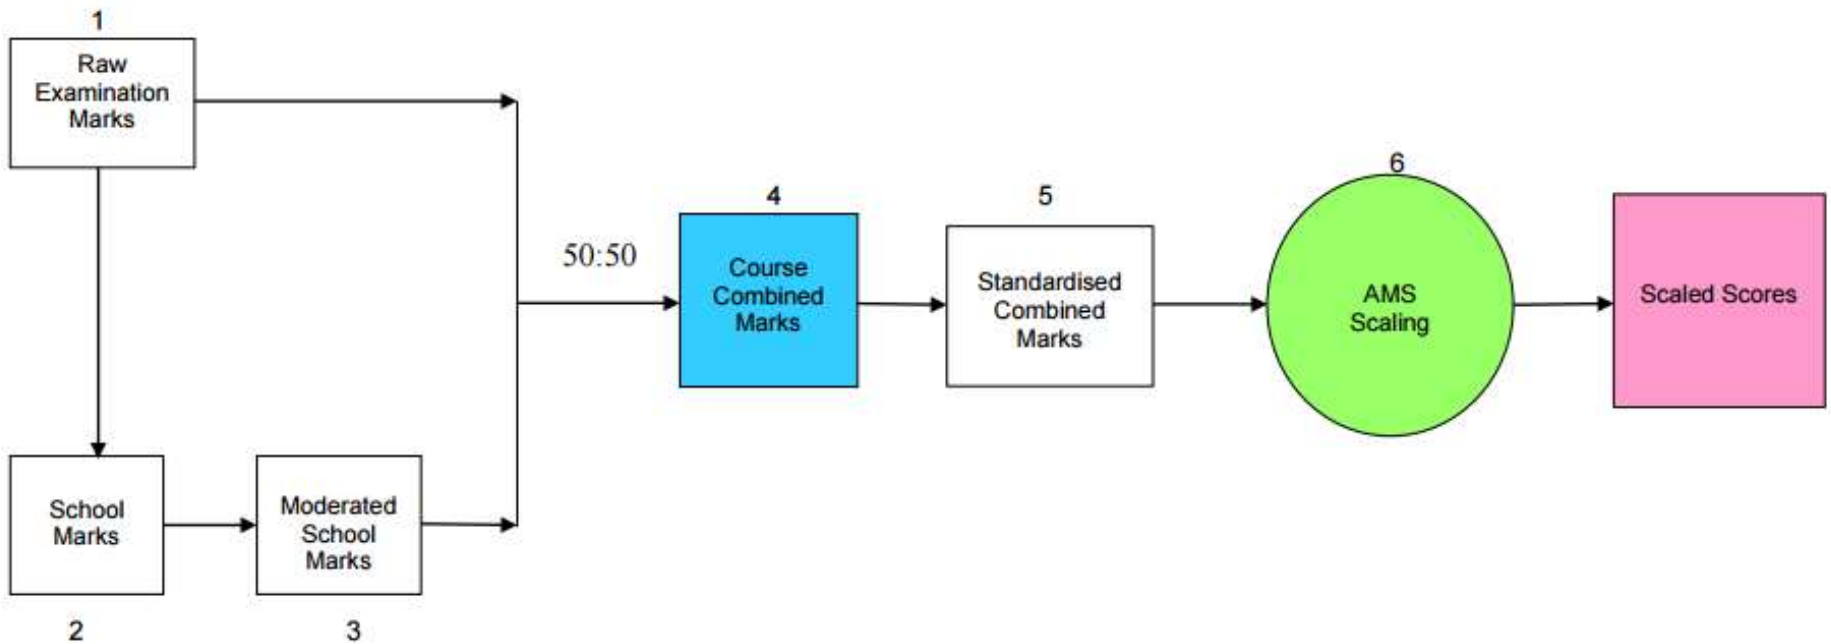 1
Raw
Examination
Marks
2
School
Marks
3
Moderated
School
Marks
50:50
4
Course
Combined
Marks
5
Standardised
Combined
Marks
6
AMS
Scaling
Scaled Scores